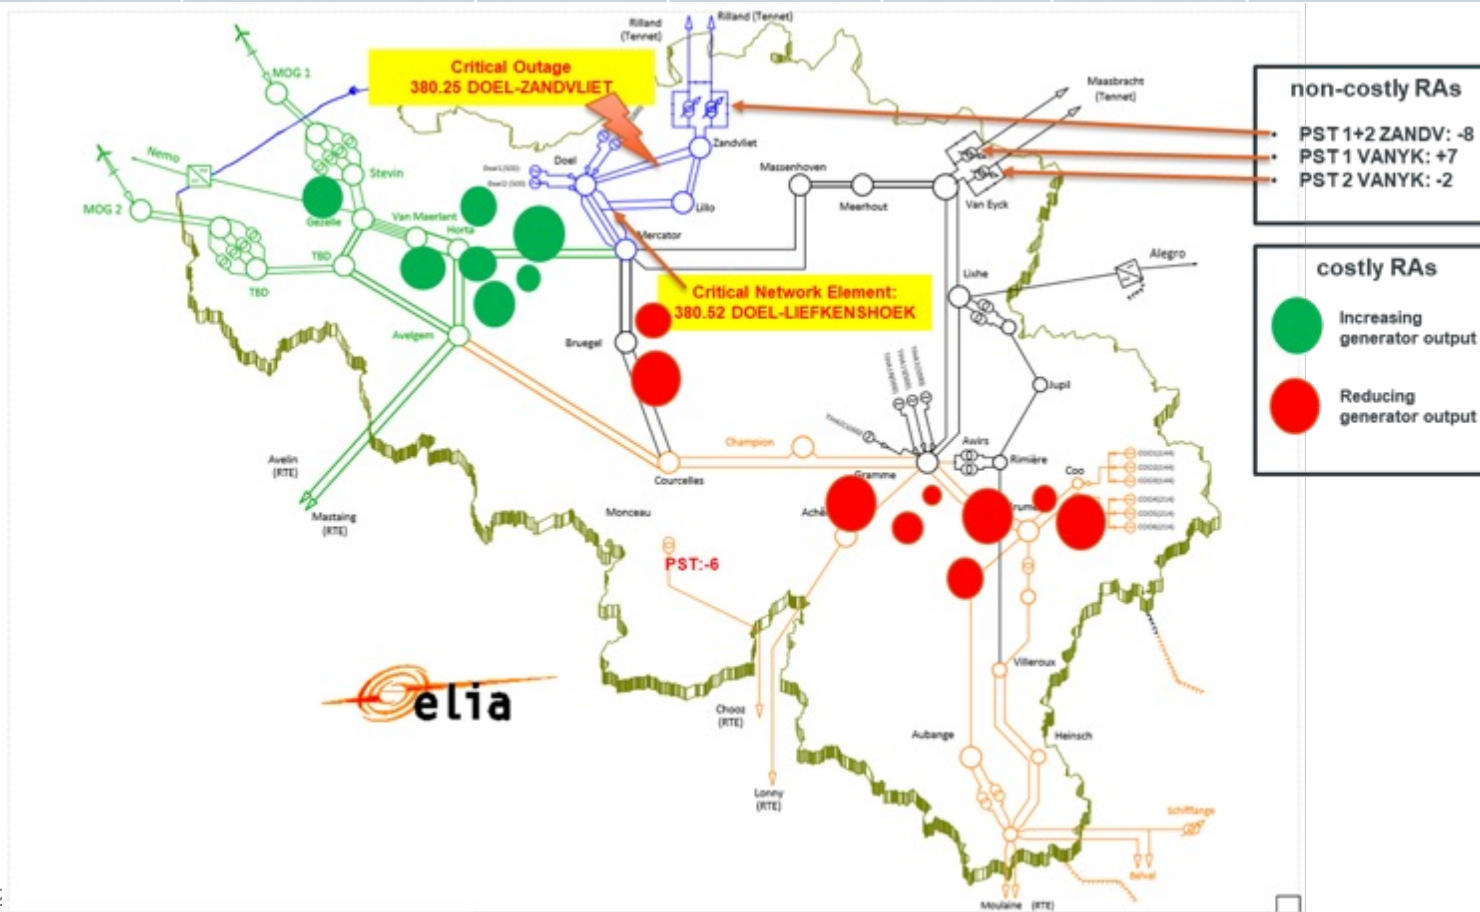 Rilland
(Tennet)
Rilland (Tennet)
Critical Outage
380.25 DOEL-ZANDVLIET
MOG 1
Maasbracht
(Tennet)
non-costly RAs
PST 1+2 ZANDV: -8
PST 1 VANYK: +7
PST 2 VANYK: -2
Nemo
Stevin
Doel
Zandvliet
Massenhoven
Meerhout
Van Eyck
MOG 2
Gezelle
Van Maerlant
Horta
Lillo
Mercator
TBD
TBD
Alegro
Lixhe
costly RAs
Increasing
generator output
Reducing
generator output
Critical Network Element:
380.52 DOEL-LIEFKENSHOEK
Avelgem
Bruegel
Jupil
Champion
Awirs
Rimière
Gramme
Courcelles
Coo
Avelin
(RTE)
Mastaing
(RTE)
Monceau
PST:-6
elia
Villeroux
Chooz
(RTE)
Aubange
Heinsch
Lonny
(RTE)
Schifflange
Belval
Moulaine (RTE)